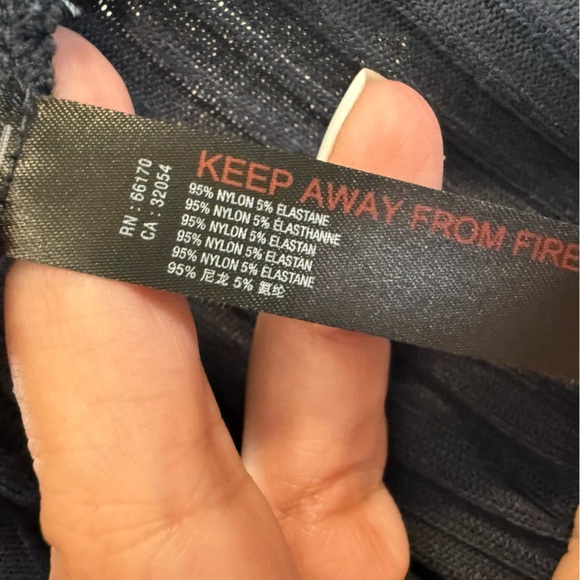 RN : 66170
CA : 32054
KEEP AWAY FROM FIRE
95% NYLON 5% ELASTANE
95% NYLON 5% ELASTHANNE
95% NYLON 5% ELASTAN
95% NYLON 5% ELASTAN
95% NYLON 5% ELASTANE
95% 尼龙 5% 氨纶